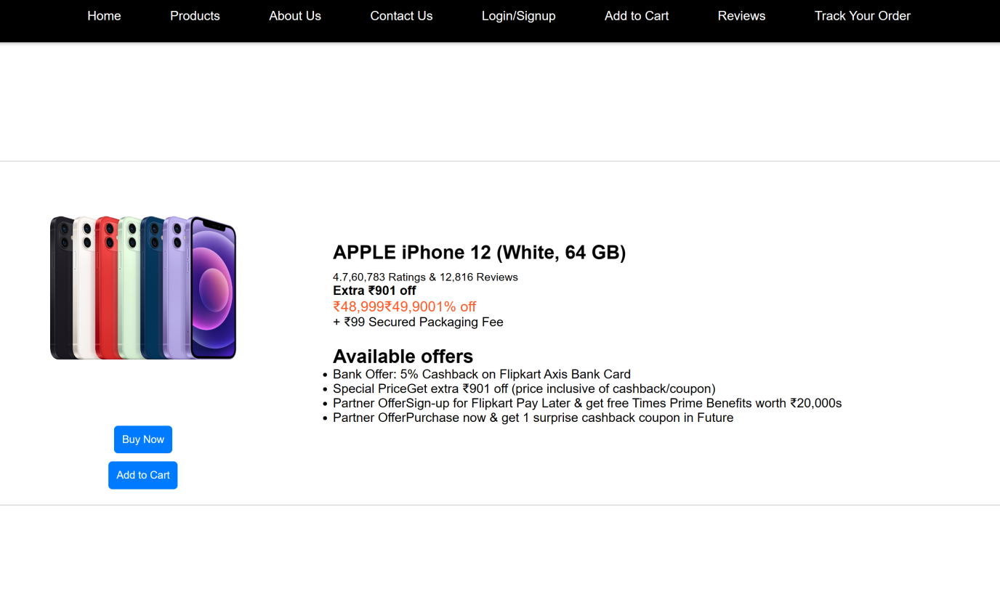 Home Products About Us Contact Us Login/Signup Add to Cart Reviews Track Your Order
APPLE iPhone 12 (White, 64 GB)
4.7,60,783 Ratings & 12,816 Reviews
Extra ₹901 off
₹48,999₹49,9001% off
+ ₹99 Secured Packaging Fee
Available offers
Bank Offer: 5% Cashback on Flipkart Axis Bank Card
Special PriceGet extra ₹901 off (price inclusive of cashback/coupon)
Partner OfferSign-up for Flipkart Pay Later & get free Times Prime Benefits worth ₹20,000s
Partner OfferPurchase now & get 1 surprise cashback coupon in Future
Buy Now
Add to Cart